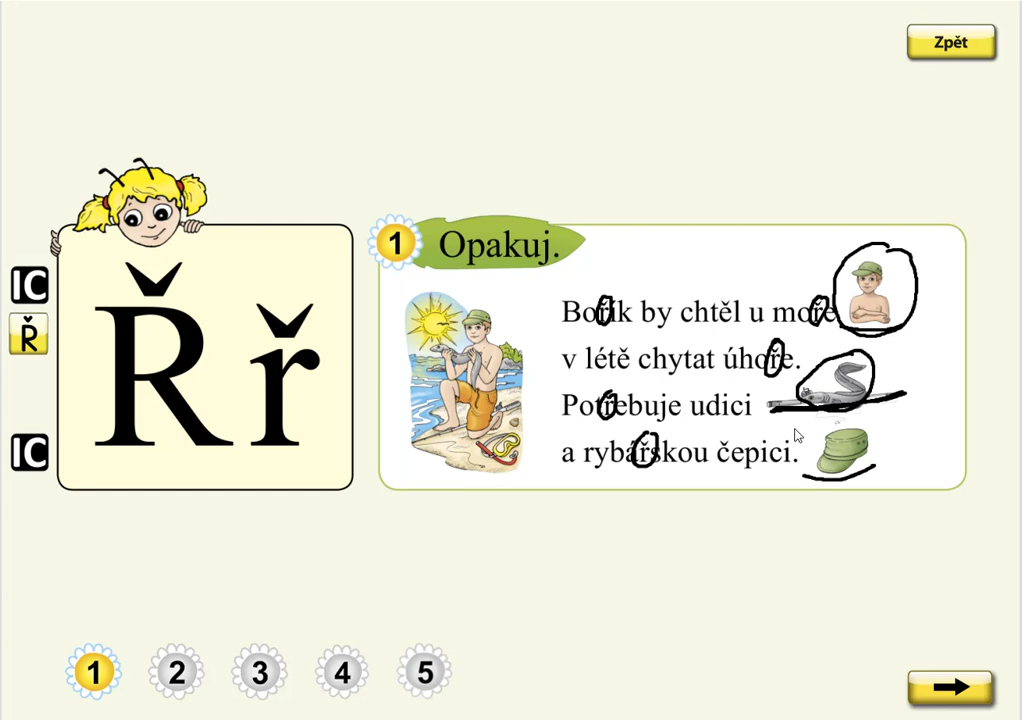 Zpět
IC
Ř
IC
Ř ř
1 Opakuj.
Bořík by chtěl u moře
v létě chytat úhoře.
Potřebuje udici
a rybářskou čepici.
1 2 3 4 5